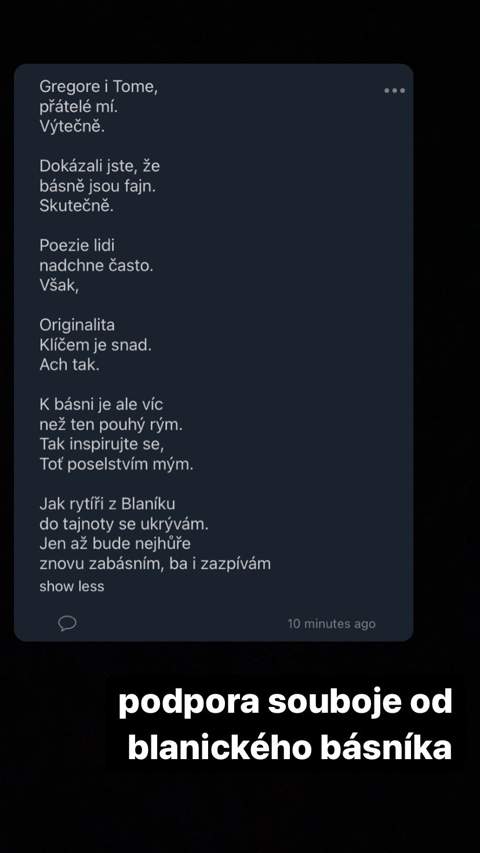 Gregore i Tome,
přátelé mí.
Výtečně.
Dokázali jste, že
básně jsou fajn.
Skutečně.
Poezie lidi
nadchne často.
Však,
Originalita
Klíčem je snad.
Ach tak.
K básni je ale víc
než ten pouhý rým.
Tak inspirujte se,
Toť poselstvím mým.
Jak rytíři z Blaníku
do tajnoty se ukrývám.
Jen až bude nejhůře
znovu zabásním, ba i zazpívám
show less
10 minutes ago
podpora souboje od
blanického básníka